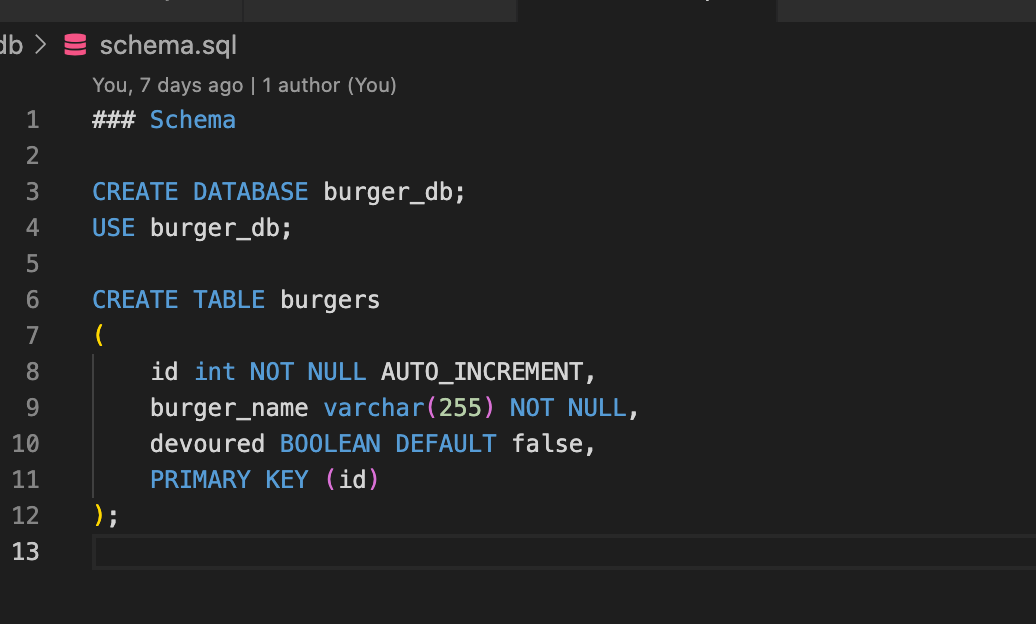 db > schema.sql
You, 7 days ago | 1 author (You)
1 ### Schema
2
3 CREATE DATABASE burger_db;
4 USE burger_db;
5
6 CREATE TABLE burgers
7 (
8     id int NOT NULL AUTO_INCREMENT,
9     burger_name varchar(255) NOT NULL,
10     devoured BOOLEAN DEFAULT false,
11     PRIMARY KEY (id)
12 );
13